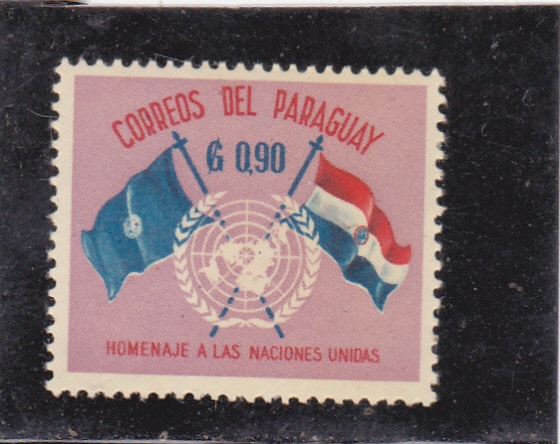 CORREOS DEL PARAGUAY
₲ 0,90
HOMENAJE A LAS NACIONES UNIDAS